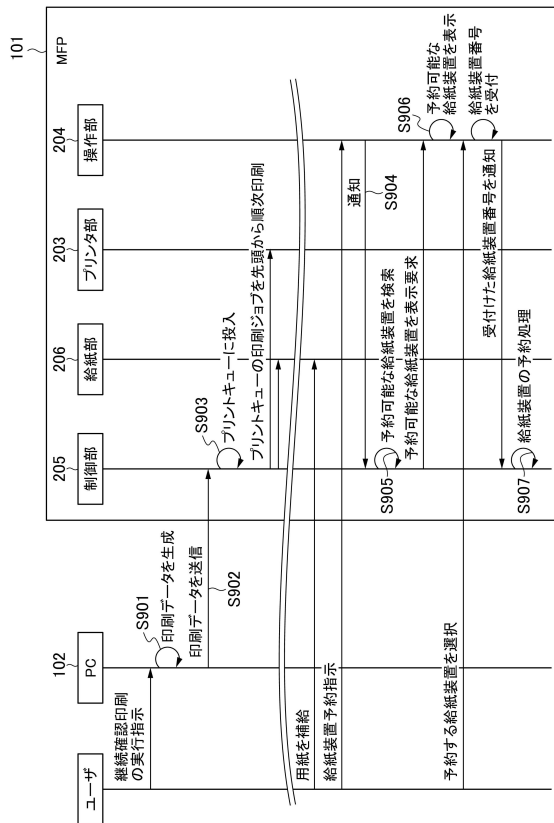 101
MFP
ユーザ
102
PC
205
制御部
206
給紙部
203
プリンタ部
204
操作部
継続確認印刷
の実行指示
S901
印刷データを生成
印刷データを送信
S902
S903
プリントキューに投入
プリントキューの印刷ジョブを先頭から順次印刷
用紙を補給
給紙装置予約指示
通知
S904
予約可能な給紙装置を検索
S905
予約可能な給紙装置を表示要求
S906
予約可能な
給紙装置を表示
予約する給紙装置を選択
給紙装置番号
を受付
受付けた給紙装置番号を通知
給紙装置の予約処理
S907